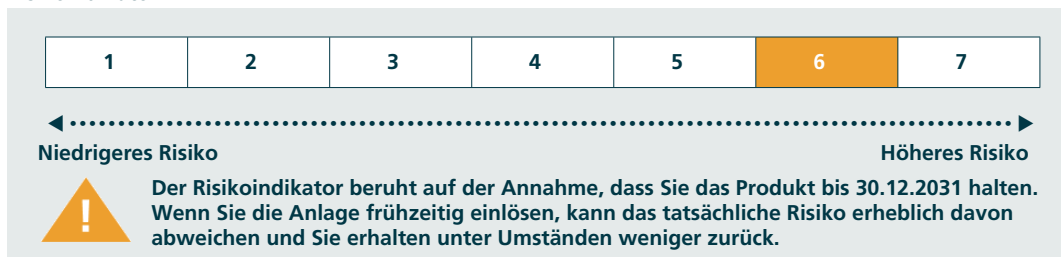 1 2 3 4 5 6 7
Niedrigeres Risiko Höheres Risiko
!
Der Risikoindikator beruht auf der Annahme, dass Sie das Produkt bis 30.12.2031 halten.
Wenn Sie die Anlage frühzeitig einlösen, kann das tatsächliche Risiko erheblich davon
abweichen und Sie erhalten unter Umständen weniger zurück.